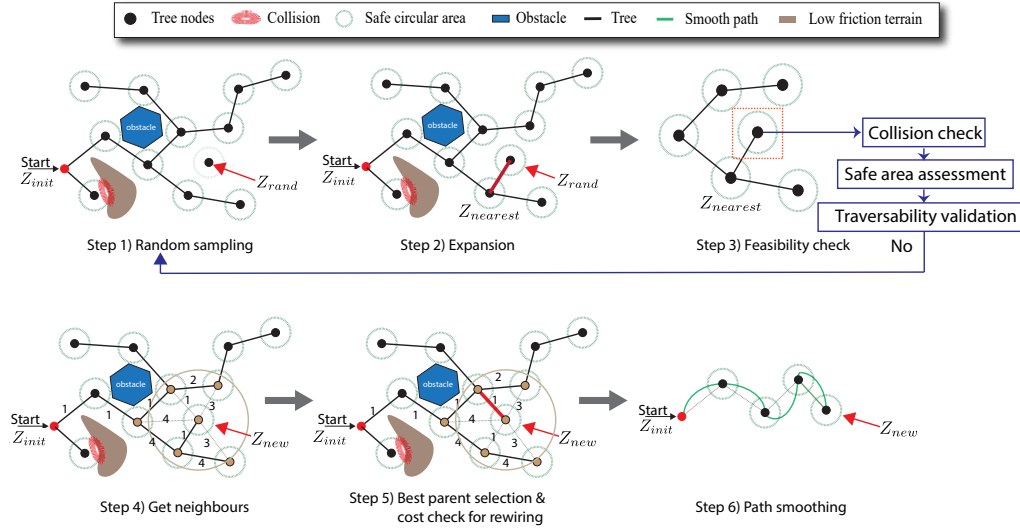 Tree nodes Collision Safe circular area Obstacle Tree Smooth path Low friction terrain
obstacle
Start
Z_init
Z_rand
Step 1) Random sampling
obstacle
Start
Z_init
Z_rand
Z_nearest
Step 2) Expansion
Z_nearest
Step 3) Feasibility check
Collision check
Safe area assessment
Traversability validation
No
obstacle
Start
Z_init
1
1
4
1
2
3
4
1
3
4
Z_new
Step 4) Get neighbours
obstacle
Start
Z_init
1
1
4
1
2
3
4
1
3
4
Z_new
Step 5) Best parent selection &
cost check for rewiring
Start
Z_init
Z_new
Step 6) Path smoothing